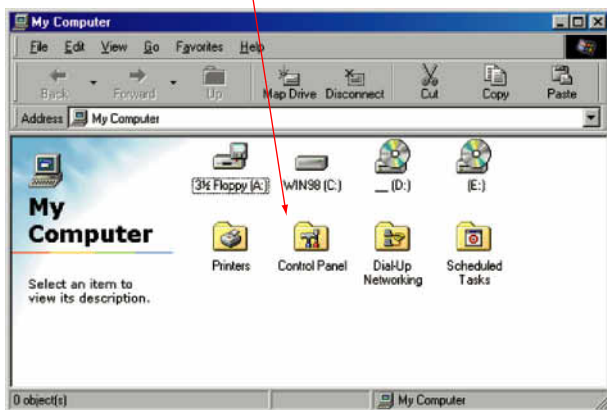 My Computer
File Edit View Go Favorites Help
Back Forward Up Map Drive Disconnect Cut Copy Paste
Address My Computer
My
Computer
Select an item to
view its description.
3½ Floppy (A:) WIN98 (C:) __ (D:) (E:)
Printers Control Panel Dial-Up
Networking Scheduled
Tasks
0 object(s) My Computer